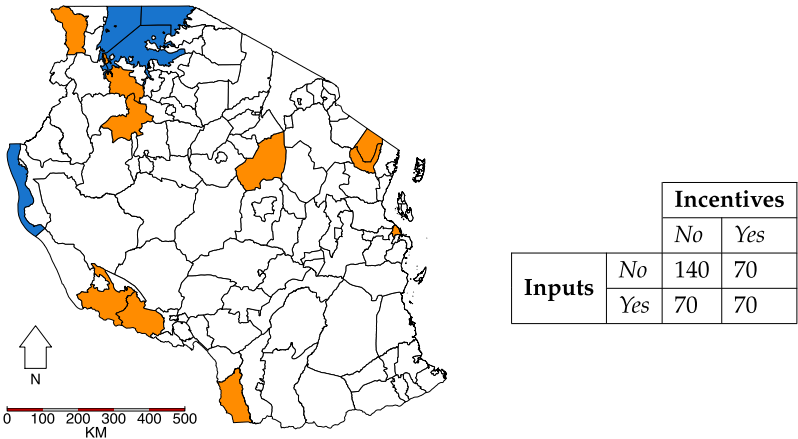 Incentives
No Yes
Inputs No 140 70
Yes 70 70
N
0 100 200 300 400 500
KM